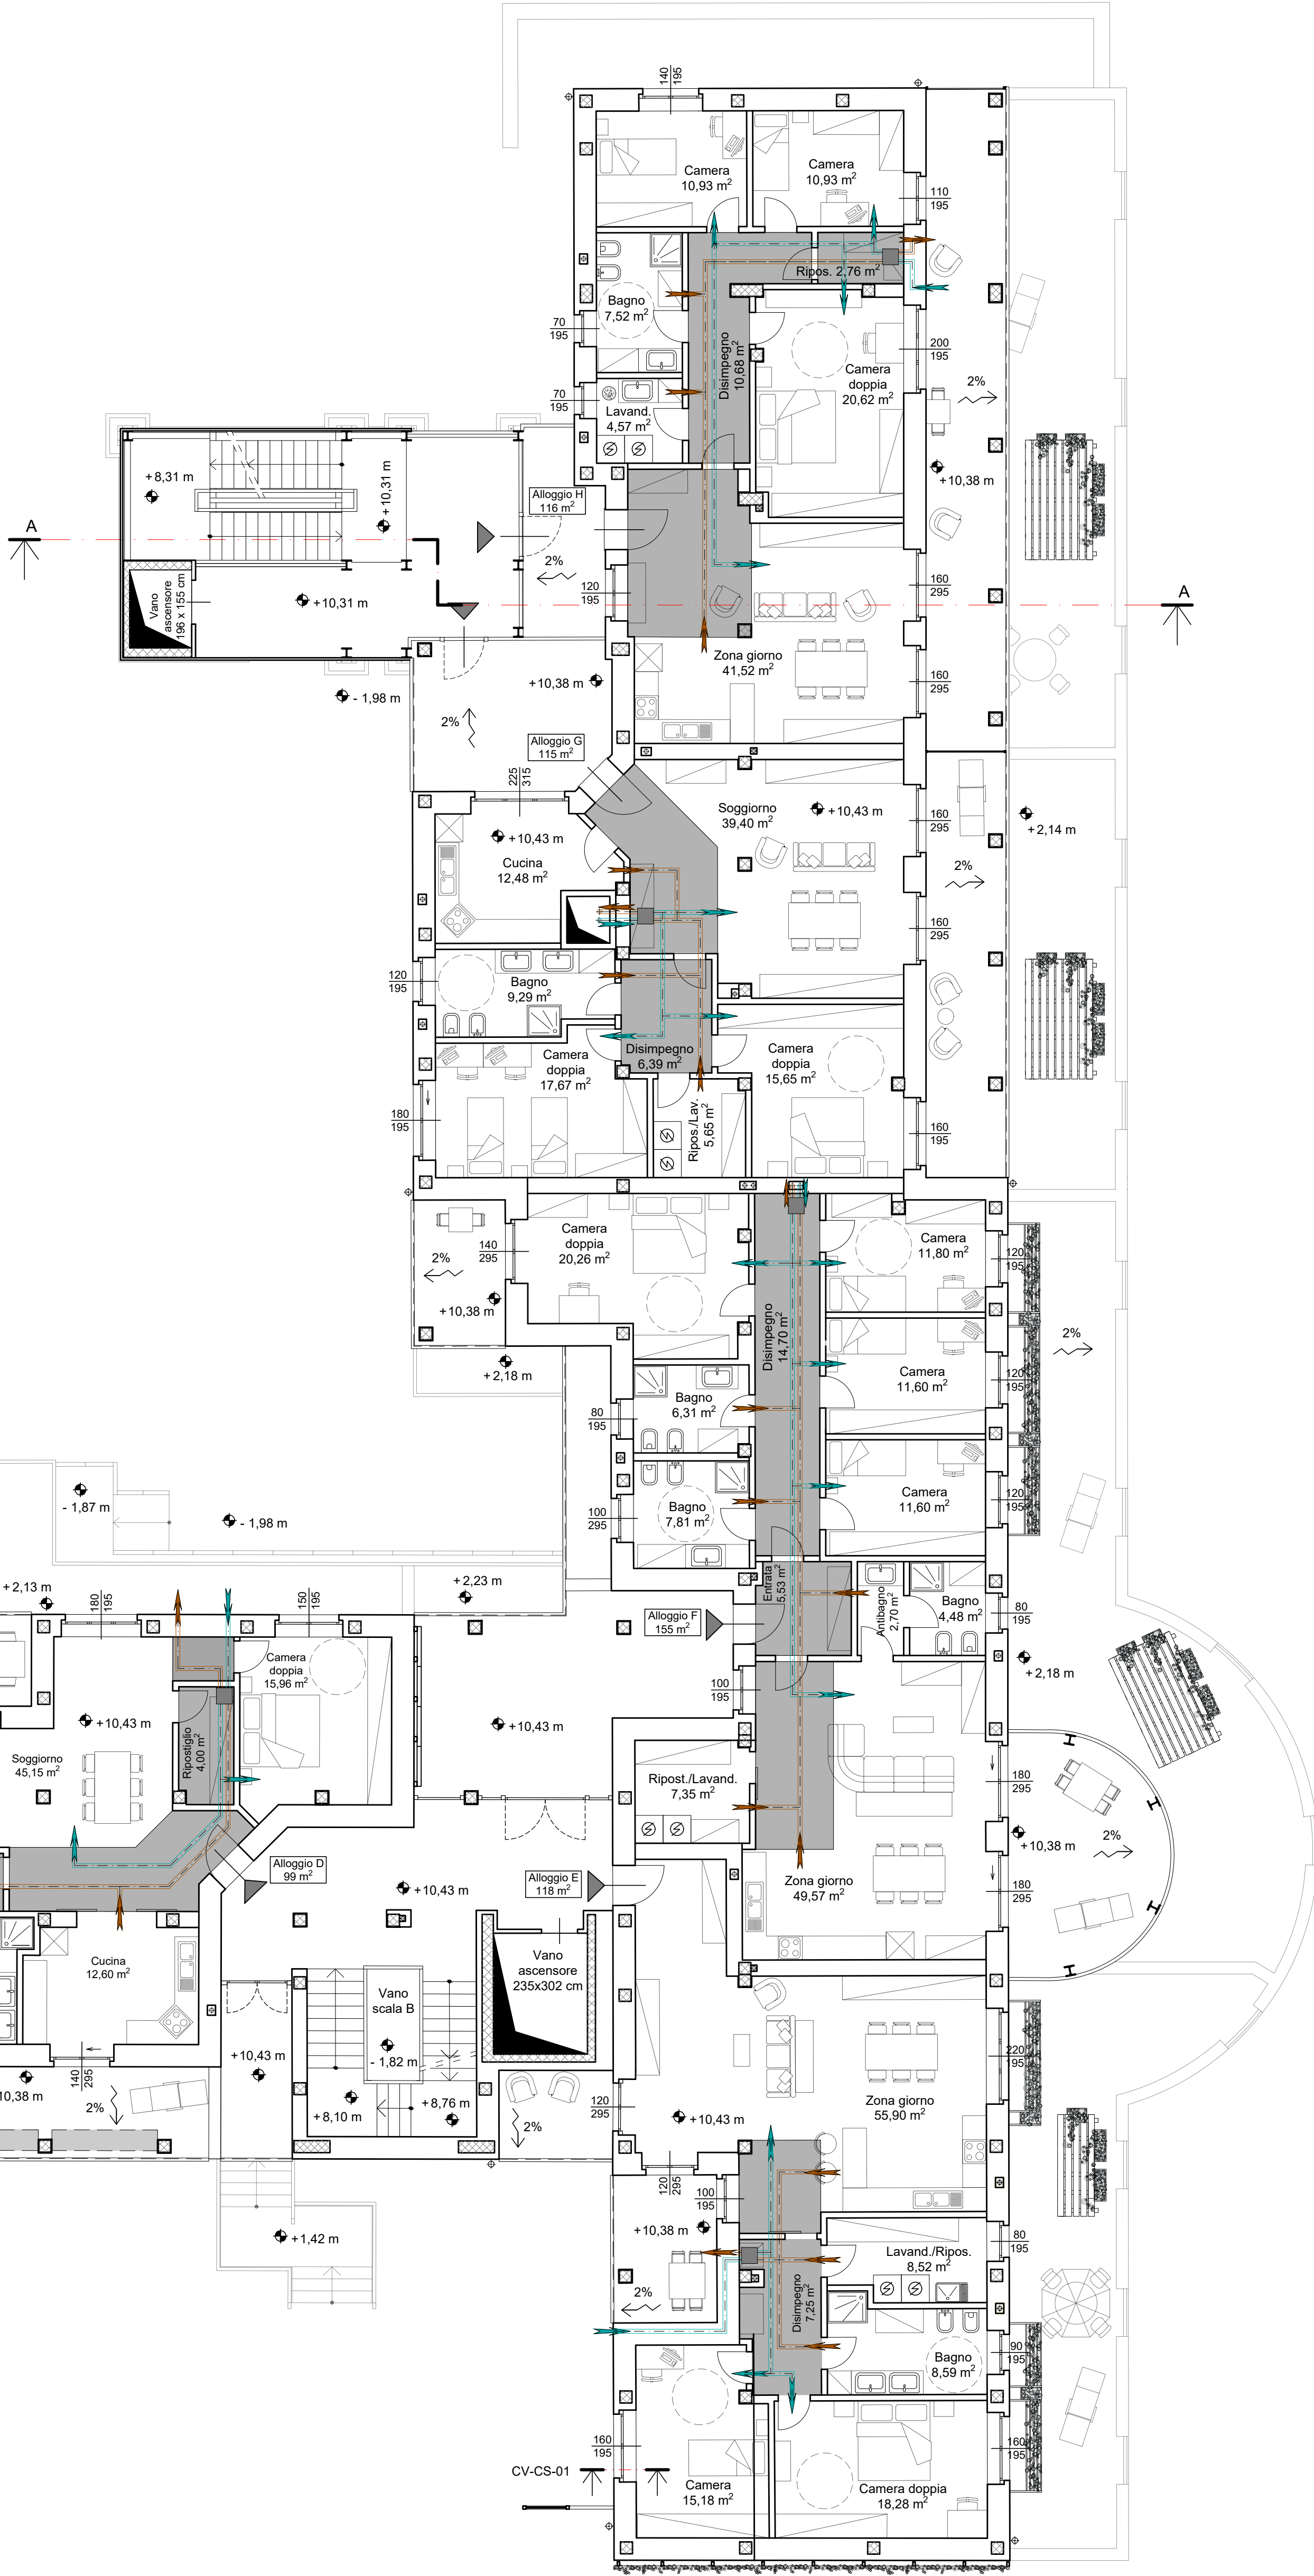 140
195
Camera
10,93 m²
Camera
10,93 m²
110
195
Ripos. 2,76 m²
Bagno
7,52 m²
70
195
Disimpegno
10,68 m²
200
195
Camera
doppia
20,62 m²
2%
70
195
Lavand.
4,57 m²
+8,31 m
+10,31 m
+10,38 m
Alloggio H
116 m²
A
2%
Vano
ascensore
196 x 155 cm
+10,31 m
120
195
160
295
A
Zona giorno
41,52 m²
+10,38 m
160
295
- 1,98 m
2%
Alloggio G
115 m²
225
315
Soggiorno
39,40 m²
+10,43 m
160
295
+2,14 m
+10,43 m
Cucina
12,48 m²
2%
160
295
120
195
Bagno
9,29 m²
Camera
doppia
17,67 m²
Disimpegno
6,39 m²
Camera
doppia
15,65 m²
180
195
Ripos./Lav.
5,65 m²
160
195
Camera
doppia
20,26 m²
140
295
2%
+10,38 m
Camera
11,80 m²
120
195
Disimpegno
14,70 m²
2%
+2,18 m
Camera
11,60 m²
120
195
Bagno
6,31 m²
80
195
Camera
11,60 m²
120
195
- 1,87 m
- 1,98 m
Bagno
7,81 m²
100
295
+2,13 m
180
195
150
195
+2,23 m
Entrata
5,53 m²
Antibagno
2,70 m²
Bagno
4,48 m²
80
195
Alloggio F
155 m²
+2,18 m
Camera
doppia
15,96 m²
100
195
+10,43 m
+10,43 m
Ripostiglio
4,00 m²
Soggiorno
45,15 m²
Ripost./Lavand.
7,35 m²
180
295
+10,38 m
2%
Alloggio D
99 m²
+10,43 m
Alloggio E
118 m²
Zona giorno
49,57 m²
180
295
Cucina
12,60 m²
Vano
ascensore
235x302 cm
Vano
scala B
- 1,82 m
+10,43 m
140
295
10,38 m
2%
+8,10 m
+8,76 m
2%
120
295
+10,43 m
220
195
Zona giorno
55,90 m²
120
295
100
195
+10,38 m
+1,42 m
2%
Lavand./Ripos.
8,52 m²
80
195
Disimpegno
7,25 m²
Bagno
8,59 m²
90
195
160
195
CV-CS-01
Camera
15,18 m²
Camera doppia
18,28 m²
160
195